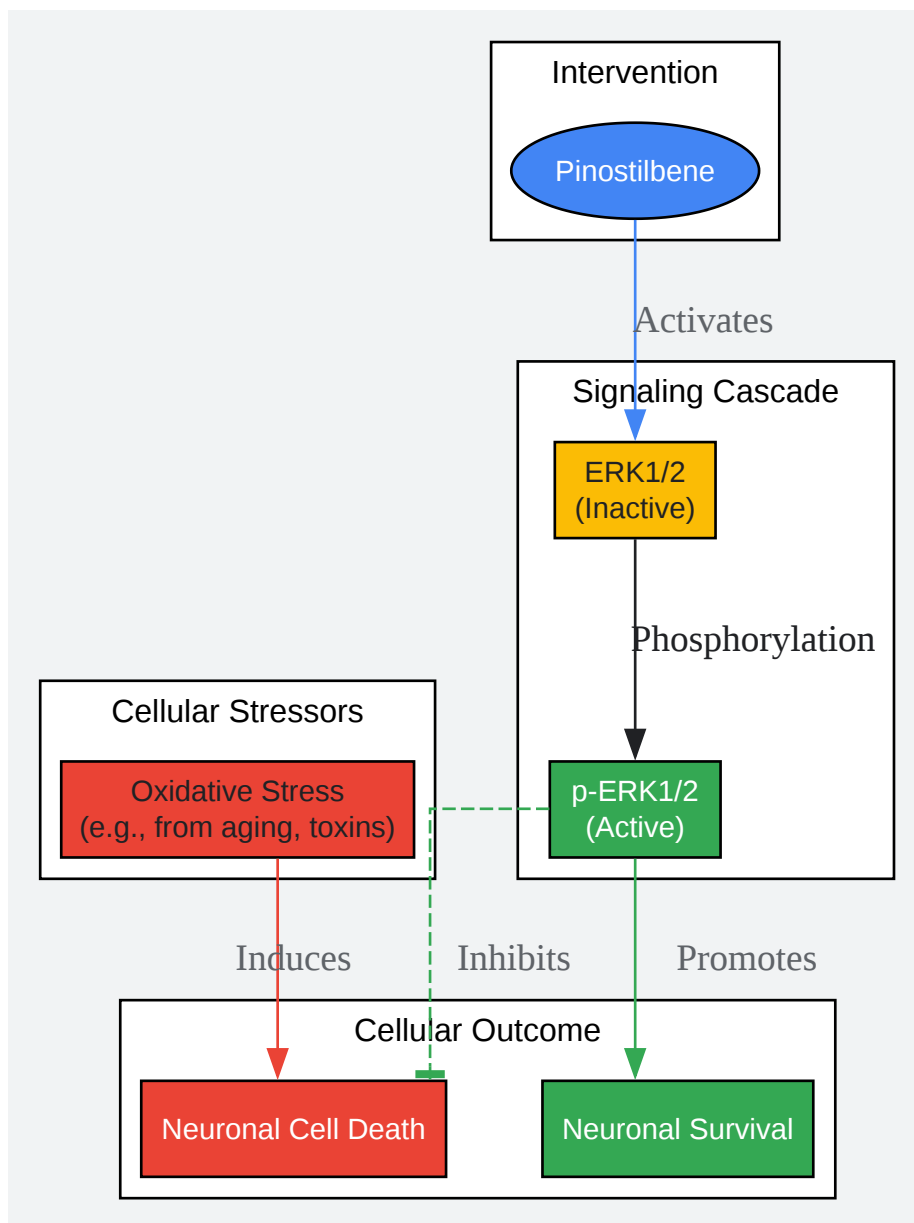 Intervention
Pinostilbene
Activates
Signaling Cascade
ERK1/2
(Inactive)
Phosphorylation
Cellular Stressors
Oxidative Stress
(e.g., from aging, toxins)
p-ERK1/2
(Active)
Induces
Inhibits
Promotes
Cellular Outcome
Neuronal Cell Death
Neuronal Survival